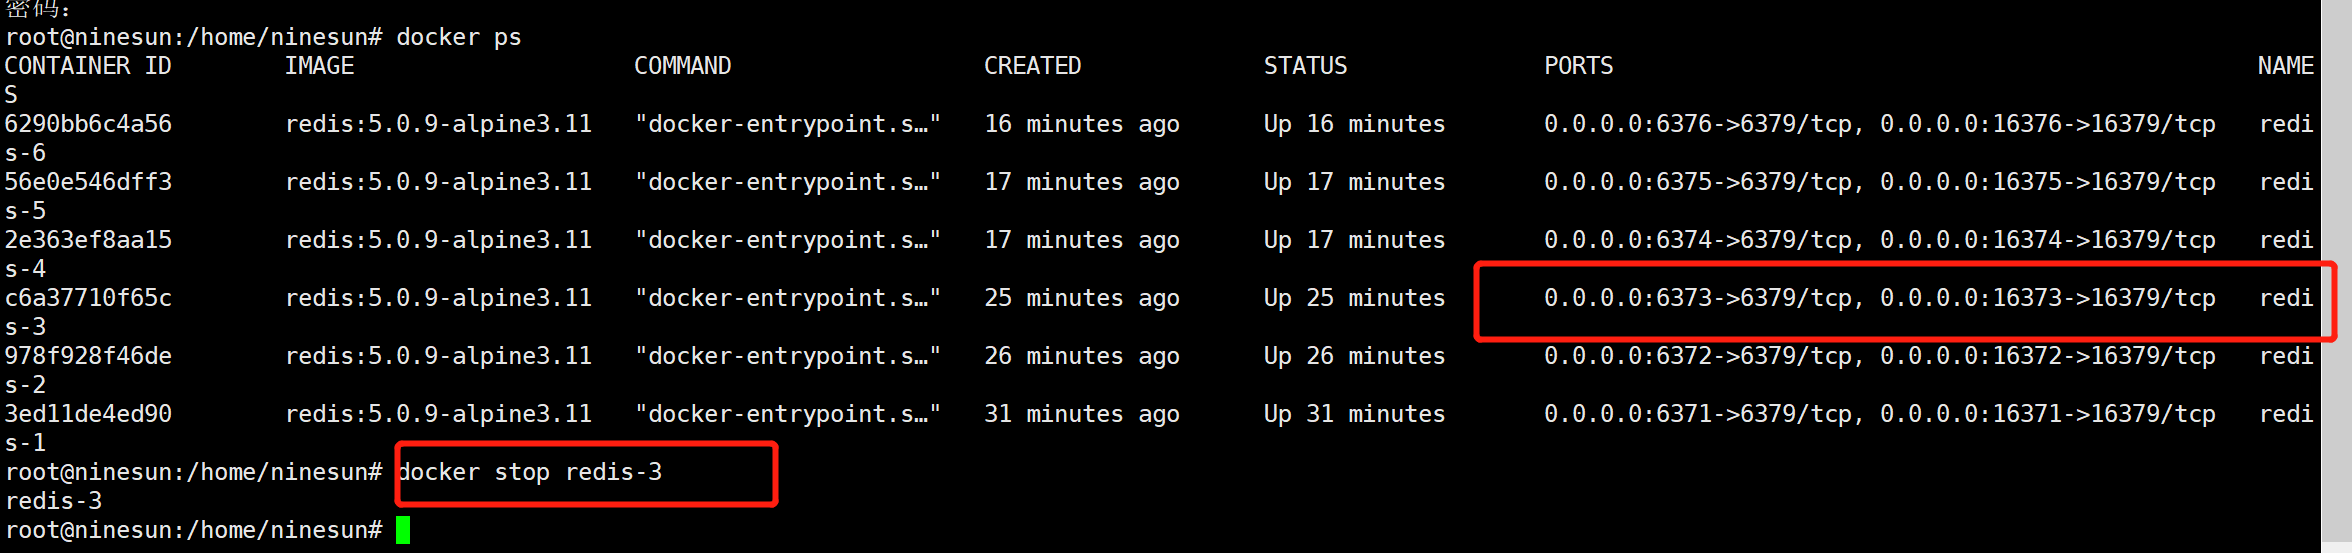 密码：
root@ninesun:/home/ninesun# docker ps
CONTAINER ID        IMAGE                    COMMAND                  CREATED             STATUS              PORTS                                              NAME
S
6290bb6c4a56        redis:5.0.9-alpine3.11   "docker-entrypoint.s…"   16 minutes ago      Up 16 minutes       0.0.0.0:6376->6379/tcp, 0.0.0.0:16376->16379/tcp   redi
s-6
56e0e546dff3        redis:5.0.9-alpine3.11   "docker-entrypoint.s…"   17 minutes ago      Up 17 minutes       0.0.0.0:6375->6379/tcp, 0.0.0.0:16375->16379/tcp   redi
s-5
2e363ef8aa15        redis:5.0.9-alpine3.11   "docker-entrypoint.s…"   17 minutes ago      Up 17 minutes       0.0.0.0:6374->6379/tcp, 0.0.0.0:16374->16379/tcp   redi
s-4
c6a37710f65c        redis:5.0.9-alpine3.11   "docker-entrypoint.s…"   25 minutes ago      Up 25 minutes       0.0.0.0:6373->6379/tcp, 0.0.0.0:16373->16379/tcp   redi
s-3
978f928f46de        redis:5.0.9-alpine3.11   "docker-entrypoint.s…"   26 minutes ago      Up 26 minutes       0.0.0.0:6372->6379/tcp, 0.0.0.0:16372->16379/tcp   redi
s-2
3ed11de4ed90        redis:5.0.9-alpine3.11   "docker-entrypoint.s…"   31 minutes ago      Up 31 minutes       0.0.0.0:6371->6379/tcp, 0.0.0.0:16371->16379/tcp   redi
s-1
root@ninesun:/home/ninesun# docker stop redis-3
redis-3
root@ninesun:/home/ninesun#